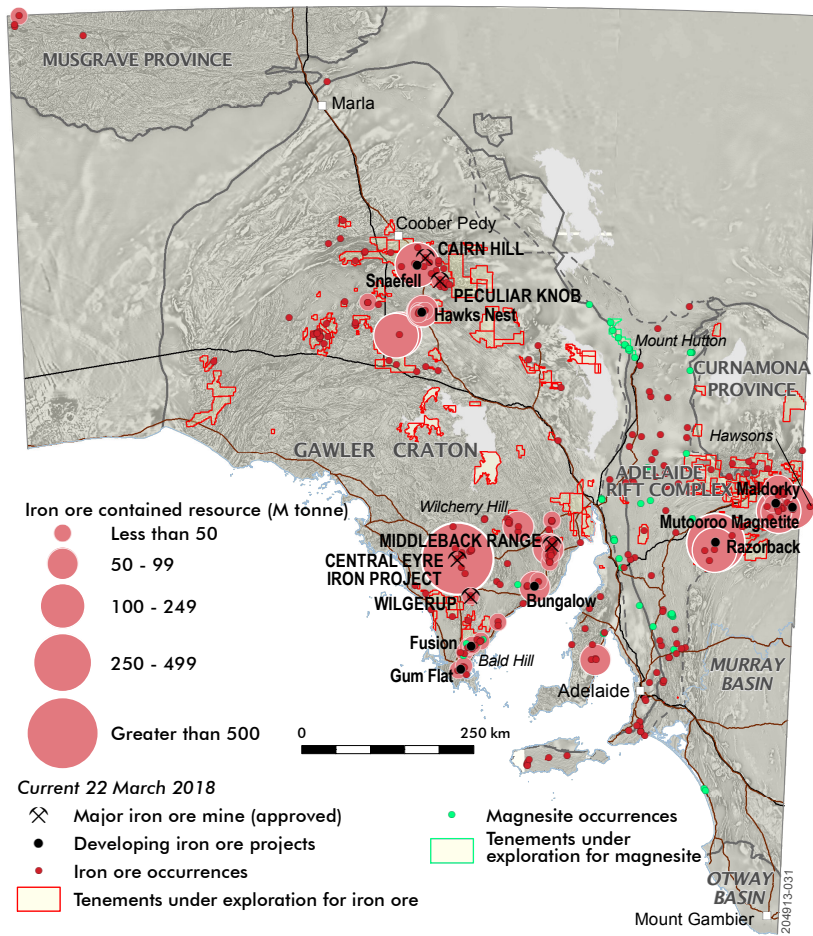 MUSGRAVE PROVINCE
Marla
Coober Pedy
CAIRN HILL
Snaefell
PECULIAR KNOB
Hawks Nest
Mount Hutton
CURNAMONA
PROVINCE
Hawsons
GAWLER CRATON
ADELAIDE
RIFT COMPLEX
Maldorky
Wilcherry Hill
Mutooroo Magnetite
MIDDLEBACK RANGE
Razorback
CENTRAL EYRE
IRON PROJECT
WILGERUP
Bungalow
Fusion
Bald Hill
Gum Flat
Adelaide
MURRAY
BASIN
OTWAY
BASIN
Mount Gambier
204913-031
Iron ore contained resource (M tonne)
Less than 50
50 - 99
100 - 249
250 - 499
Greater than 500
0 250 km
Current 22 March 2018
Major iron ore mine (approved)
Developing iron ore projects
Iron ore occurrences
Tenements under exploration for iron ore
Magnesite occurrences
Tenements under
exploration for magnesite